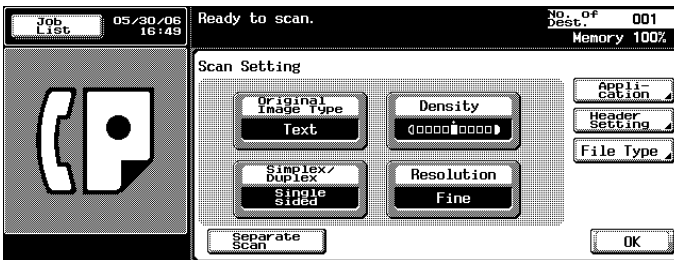 Job
List
05/30/06
16:49
Ready to scan.
No. of
Dest.
001
Memory 100%
Scan Setting
Original
Image Type
Text
Density
Simplex/
Duplex
Single
sided
Resolution
Fine
Appli-
cation
Header
Setting
File Type
Separate
Scan
OK